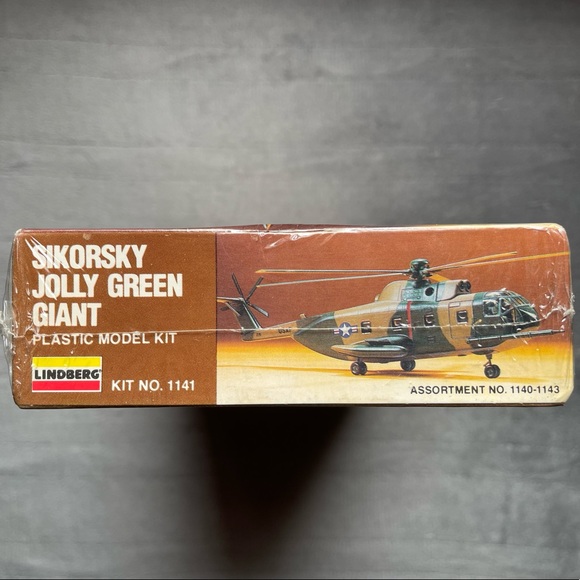 SIKORSKY
JOLLY GREEN
GIANT
PLASTIC MODEL KIT
LINDBERG
KIT NO. 1141
ASSORTMENT NO. 1140-1143